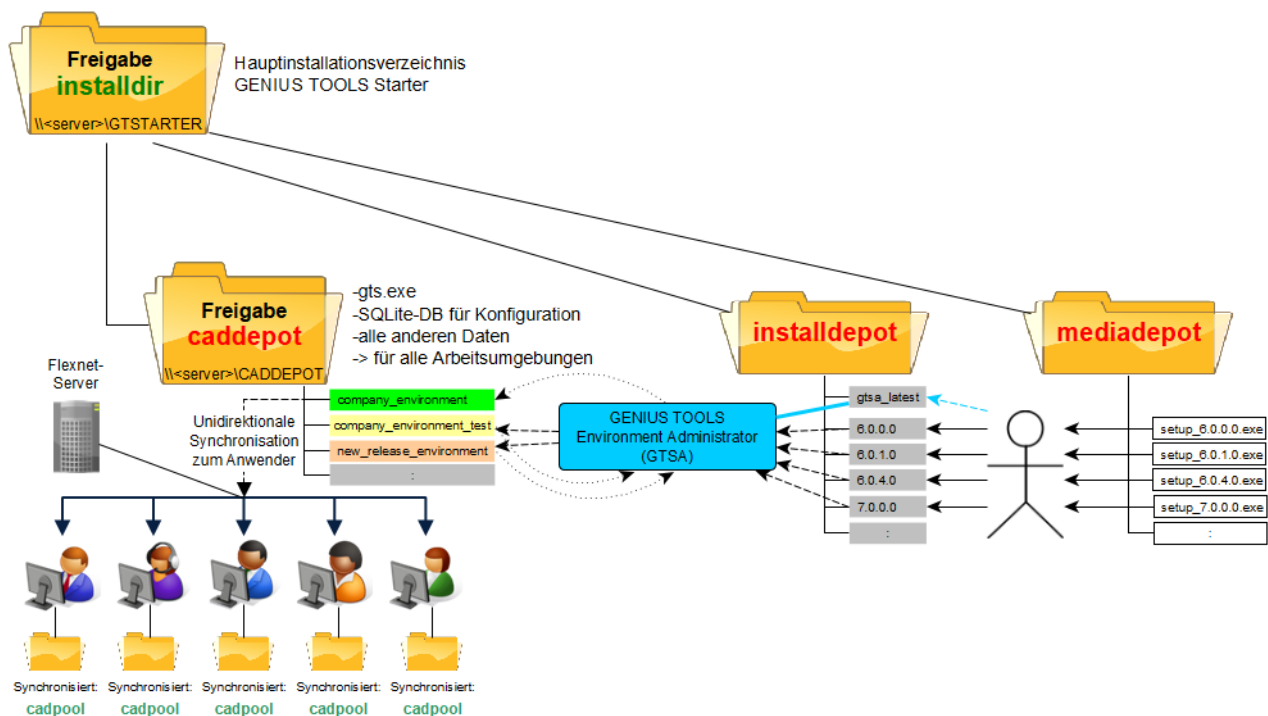 Freigabe
installdir
\\<server>\GTSTARTER
Hauptinstallationsverzeichnis
GENIUS TOOLS Starter
Freigabe
caddepot
\\<server>\CADDEPOT
-gts.exe
-SQLite-DB für Konfiguration
-alle anderen Daten
-> für alle Arbeitsumgebungen
installdepot
mediadepot
Flexnet-
Server
Unidirektionale
Synchronisation
zum Anwender
company_environment
company_environment_test
new_release_environment
:
GENIUS TOOLS
Environment Administrator
(GTSA)
gtsa_latest
6.0.0.0
6.0.1.0
6.0.4.0
7.0.0.0
:
setup_6.0.0.0.exe
setup_6.0.1.0.exe
setup_6.0.4.0.exe
setup_7.0.0.0.exe
:
Synchronisiert:
cadpool
Synchronisiert:
cadpool
Synchronisiert:
cadpool
Synchronisiert:
cadpool
Synchronisiert:
cadpool